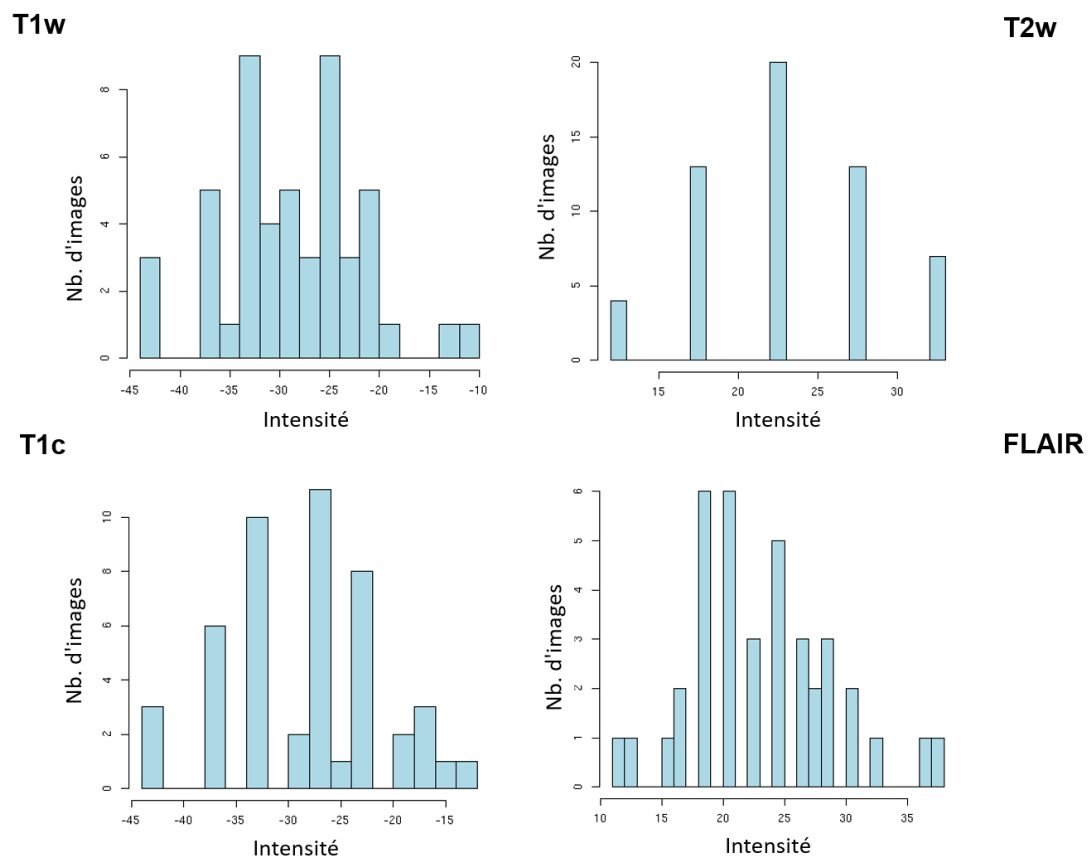 T1w
T2w
Nb. d'images
0 2 4 6 8
-45 -40 -35 -30 -25 -20 -15 -10
Intensité
Nb. d'images
0 5 10 15 20
15 20 25 30
Intensité
T1c
FLAIR
Nb. d'images
0 2 4 6 8 10
-45 -40 -35 -30 -25 -20 -15
Intensité
Nb. d'images
0 1 2 3 4 5 6
10 15 20 25 30 35
Intensité